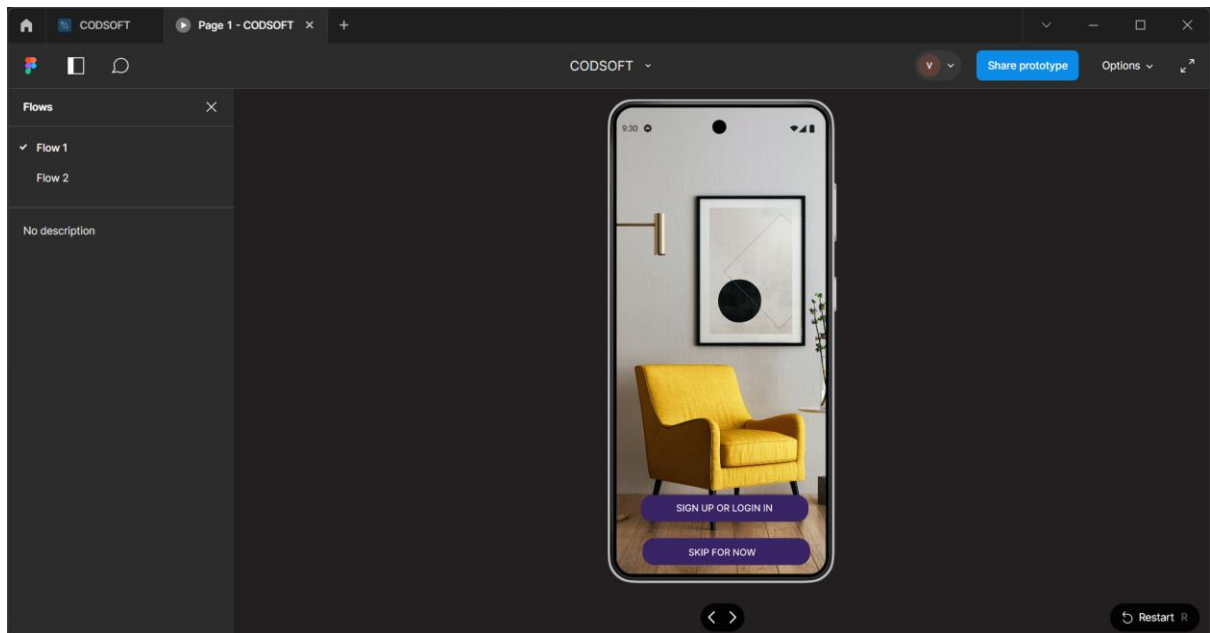 CODSOFT
Page 1 - CODSOFT
CODSOFT
V
Share prototype
Options
Flows
Flow 1
Flow 2
No description
9:30
SIGN UP OR LOGIN IN
SKIP FOR NOW
Restart R